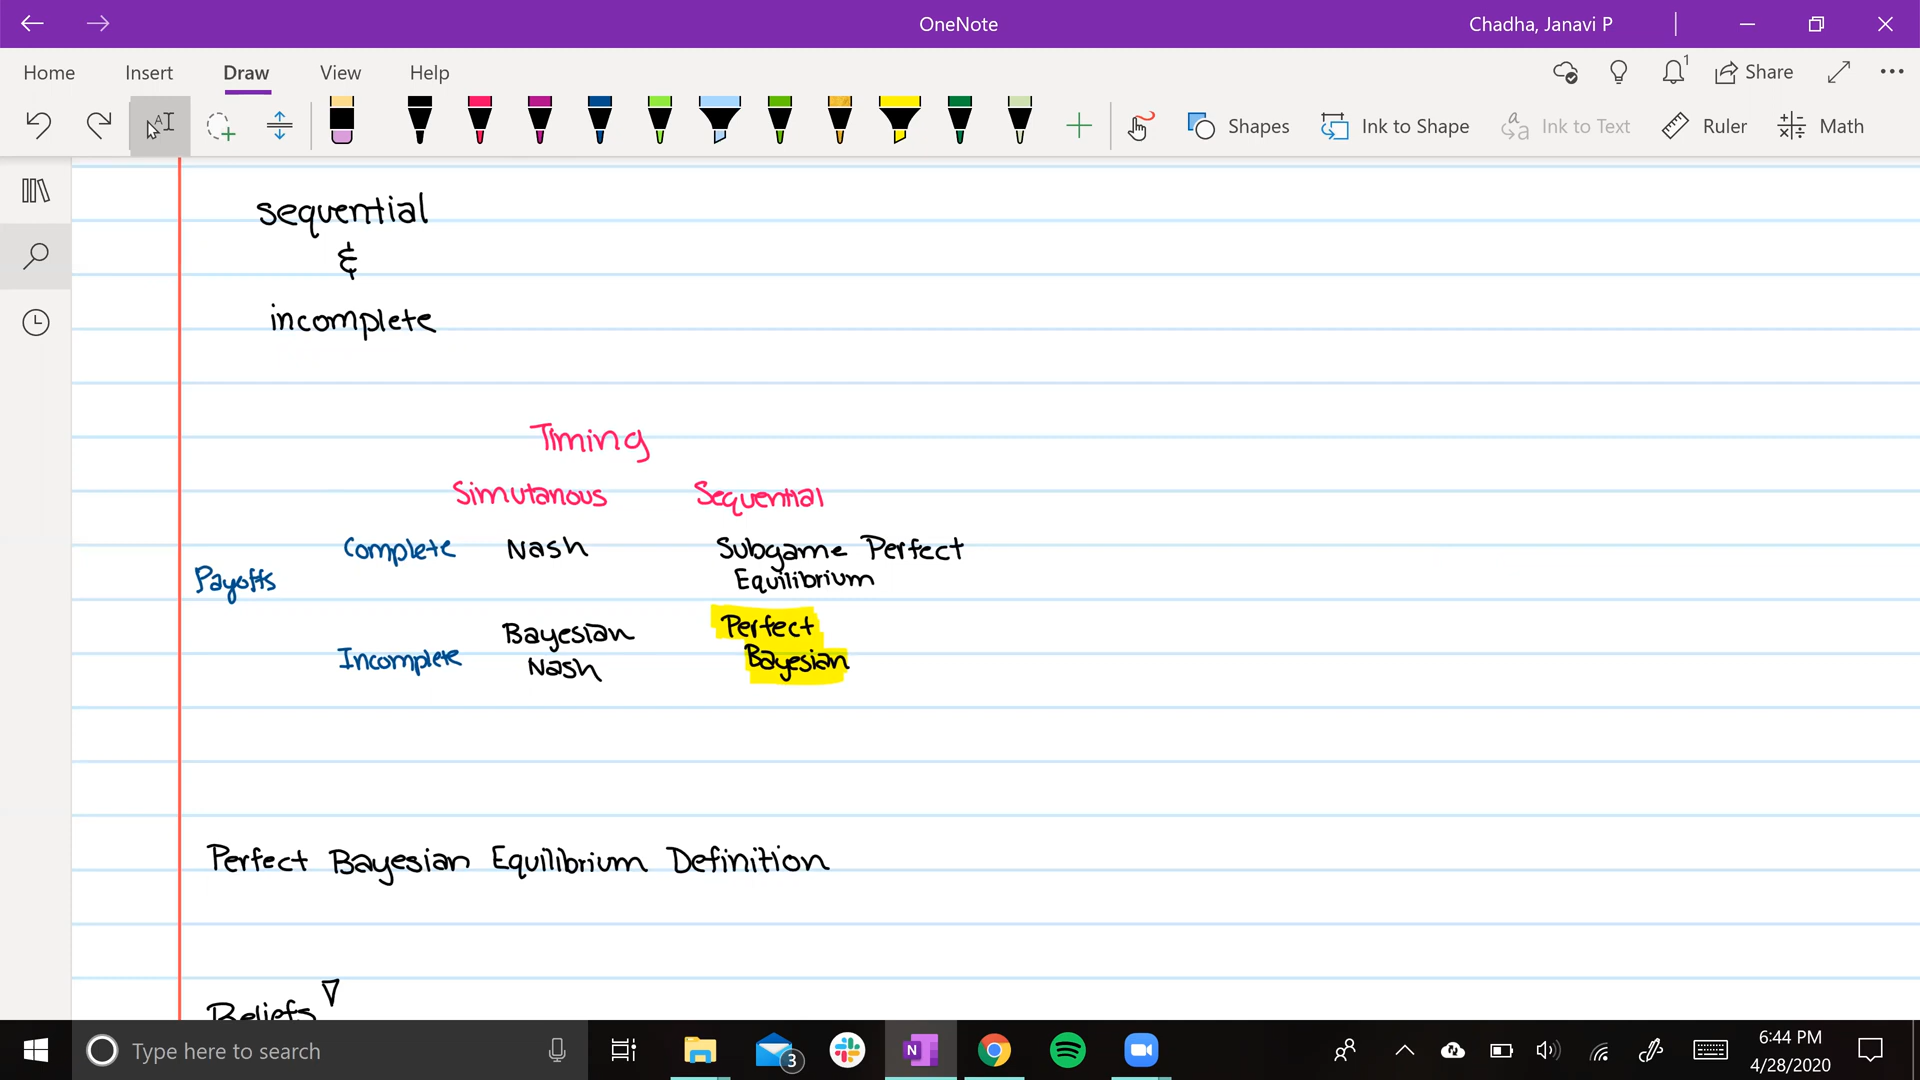 OneNote
Chadha, Janavi P
Home Insert Draw View Help
1
Share
Shapes
Ink to Shape
Ink to Text
Ruler
Math
sequential
&
incomplete
Timing
Simutanous Sequential
Complete Nash Subgame Perfect
Payoffs Equilibrium
Bayesian Perfect
Incomplete Nash Bayesian
Perfect Bayesian Equilibrium Definition
Beliefs
Type here to search
3
6:44 PM
4/28/2020